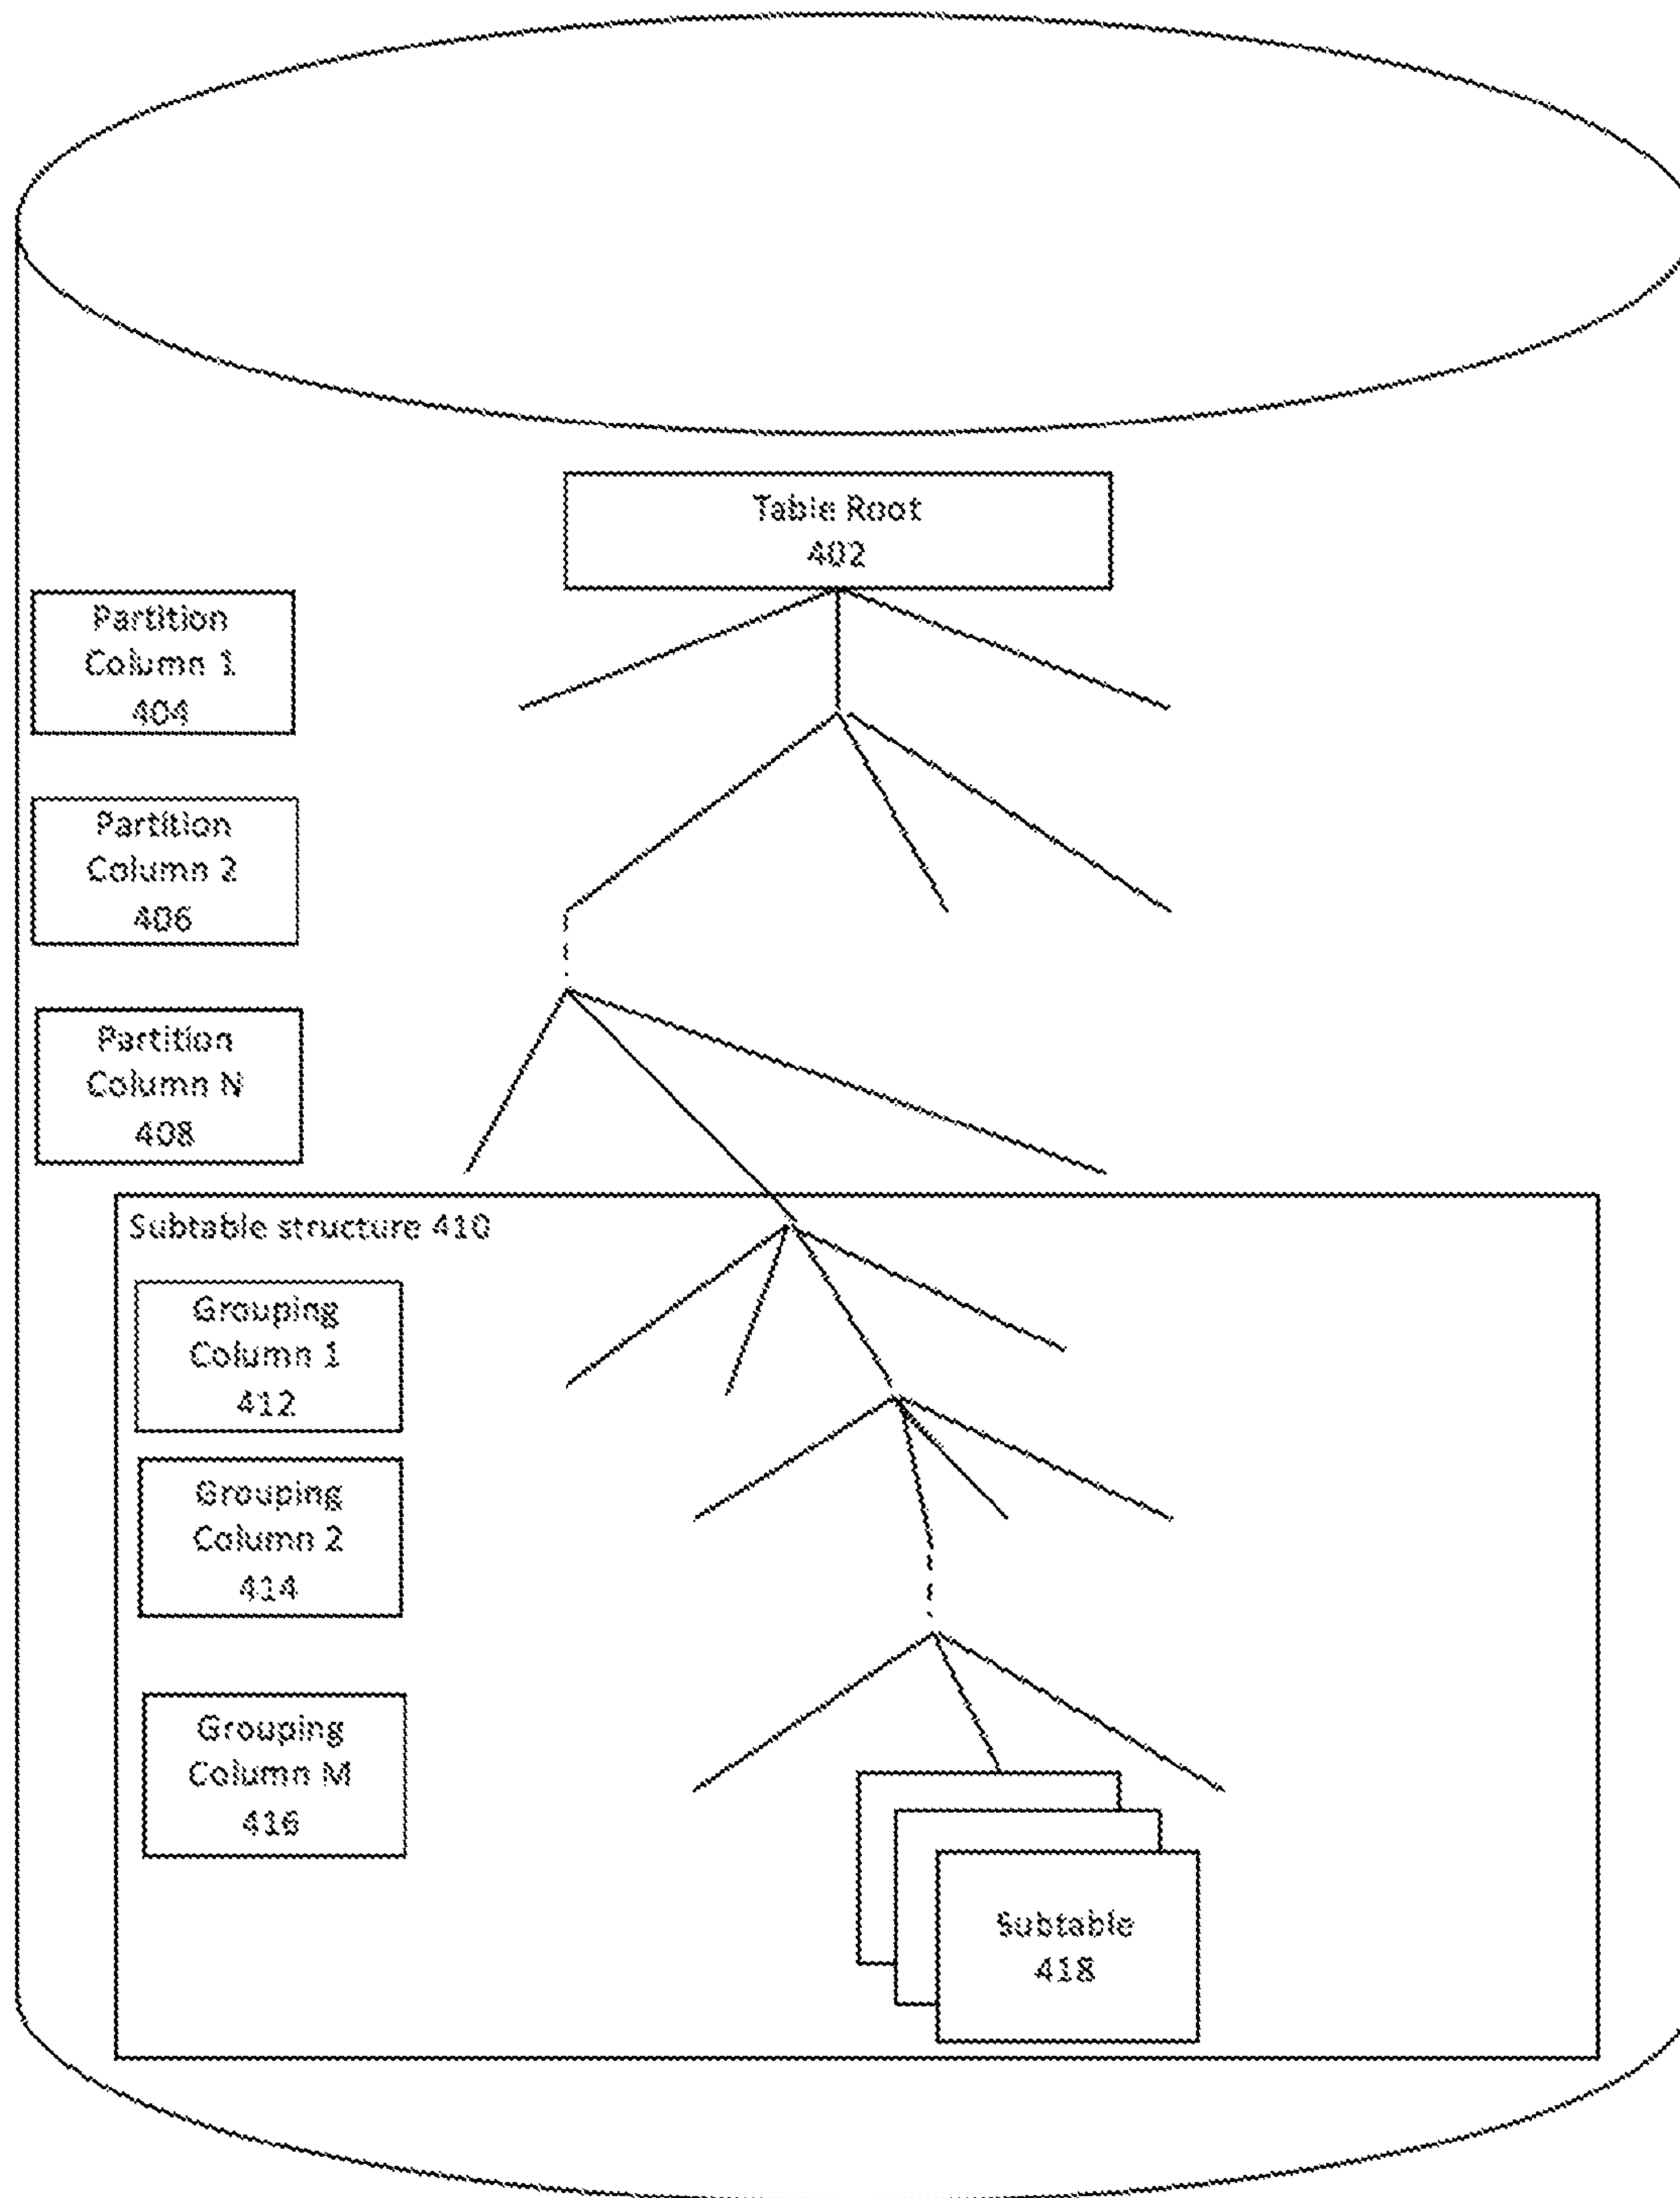 Table Root
402
Partition
Column 1
404
Partition
Column 2
406
Partition
Column N
408
Subtable structure 410
Grouping
Column 1
412
Grouping
Column 2
414
Grouping
Column M
416
Subtable
418